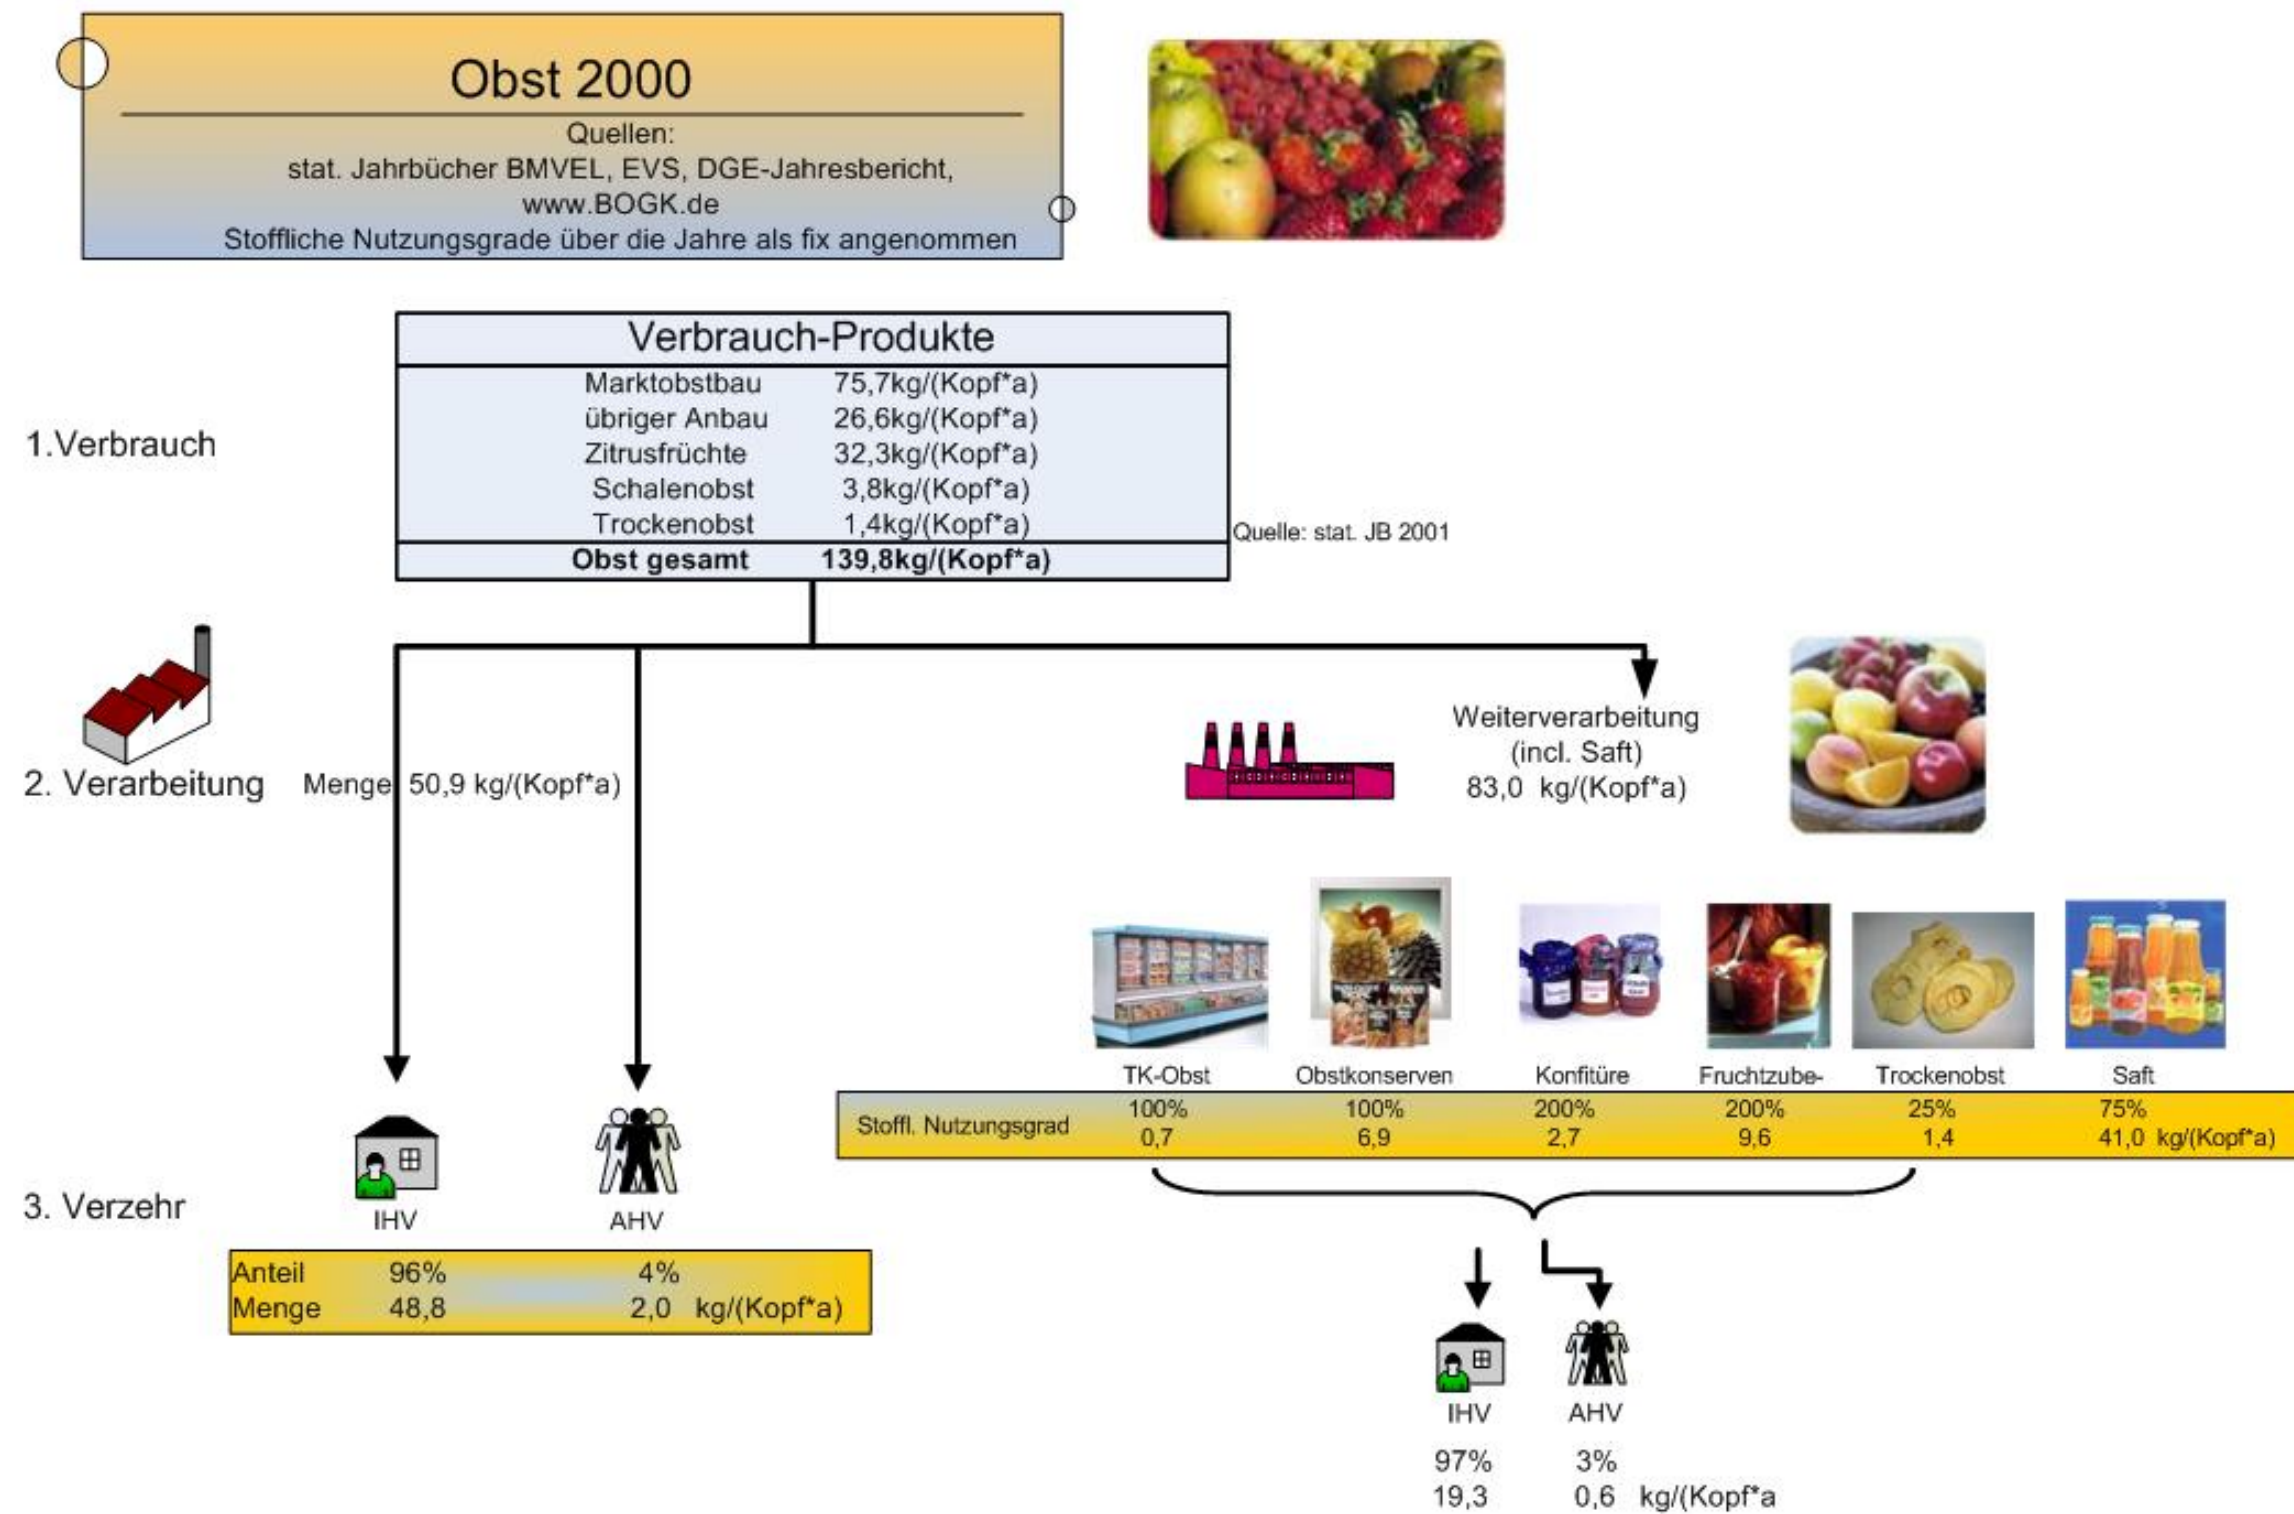 Obst 2000
Quellen:
stat. Jahrbücher BMVEL, EVS, DGE-Jahresbericht,
www.BOGK.de
Stoffliche Nutzungsgrade über die Jahre als fix angenommen
Verbrauch-Produkte
Marktobstbau 75,7kg/(Kopf*a)
übriger Anbau 26,6kg/(Kopf*a)
1.Verbrauch
Zitrusfrüchte 32,3kg/(Kopf*a)
Schalenobst 3,8kg/(Kopf*a)
Trockenobst 1,4kg/(Kopf*a)
Quelle: stat. JB 2001
Obst gesamt 139,8kg/(Kopf*a)
Weiterverarbeitung
(incl. Saft)
83,0 kg/(Kopf*a)
2. Verarbeitung
Menge 50,9 kg/(Kopf*a)
TK-Obst Obstkonserven Konfitüre Fruchtzube- Trockenobst Saft
100% 100% 200% 200% 25% 75%
Stoffl. Nutzungsgrad
0,7 6,9 2,7 9,6 1,4 41,0 kg/(Kopf*a)
3. Verzehr
IHV AHV
Anteil 96% 4%
Menge 48,8 2,0 kg/(Kopf*a)
IHV AHV
97% 3%
19,3 0,6 kg/(Kopf*a